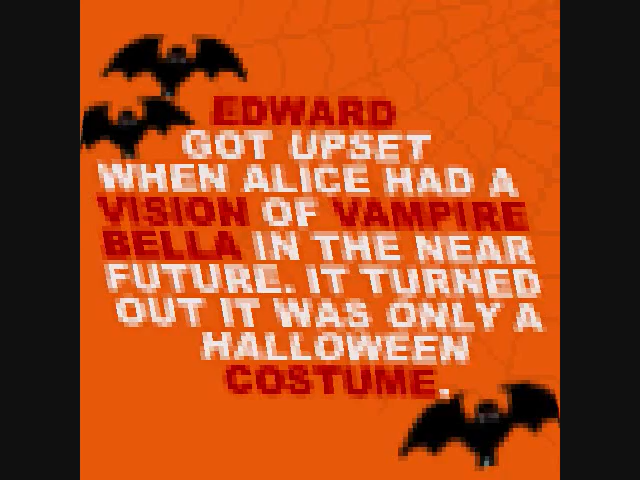 EDWARD
GOT UPSET
WHEN ALICE HAD A
VISION OF VAMPIRE
BELLA IN THE NEAR
FUTURE. IT TURNED
OUT IT WAS ONLY A
HALLOWEEN
COSTUME.